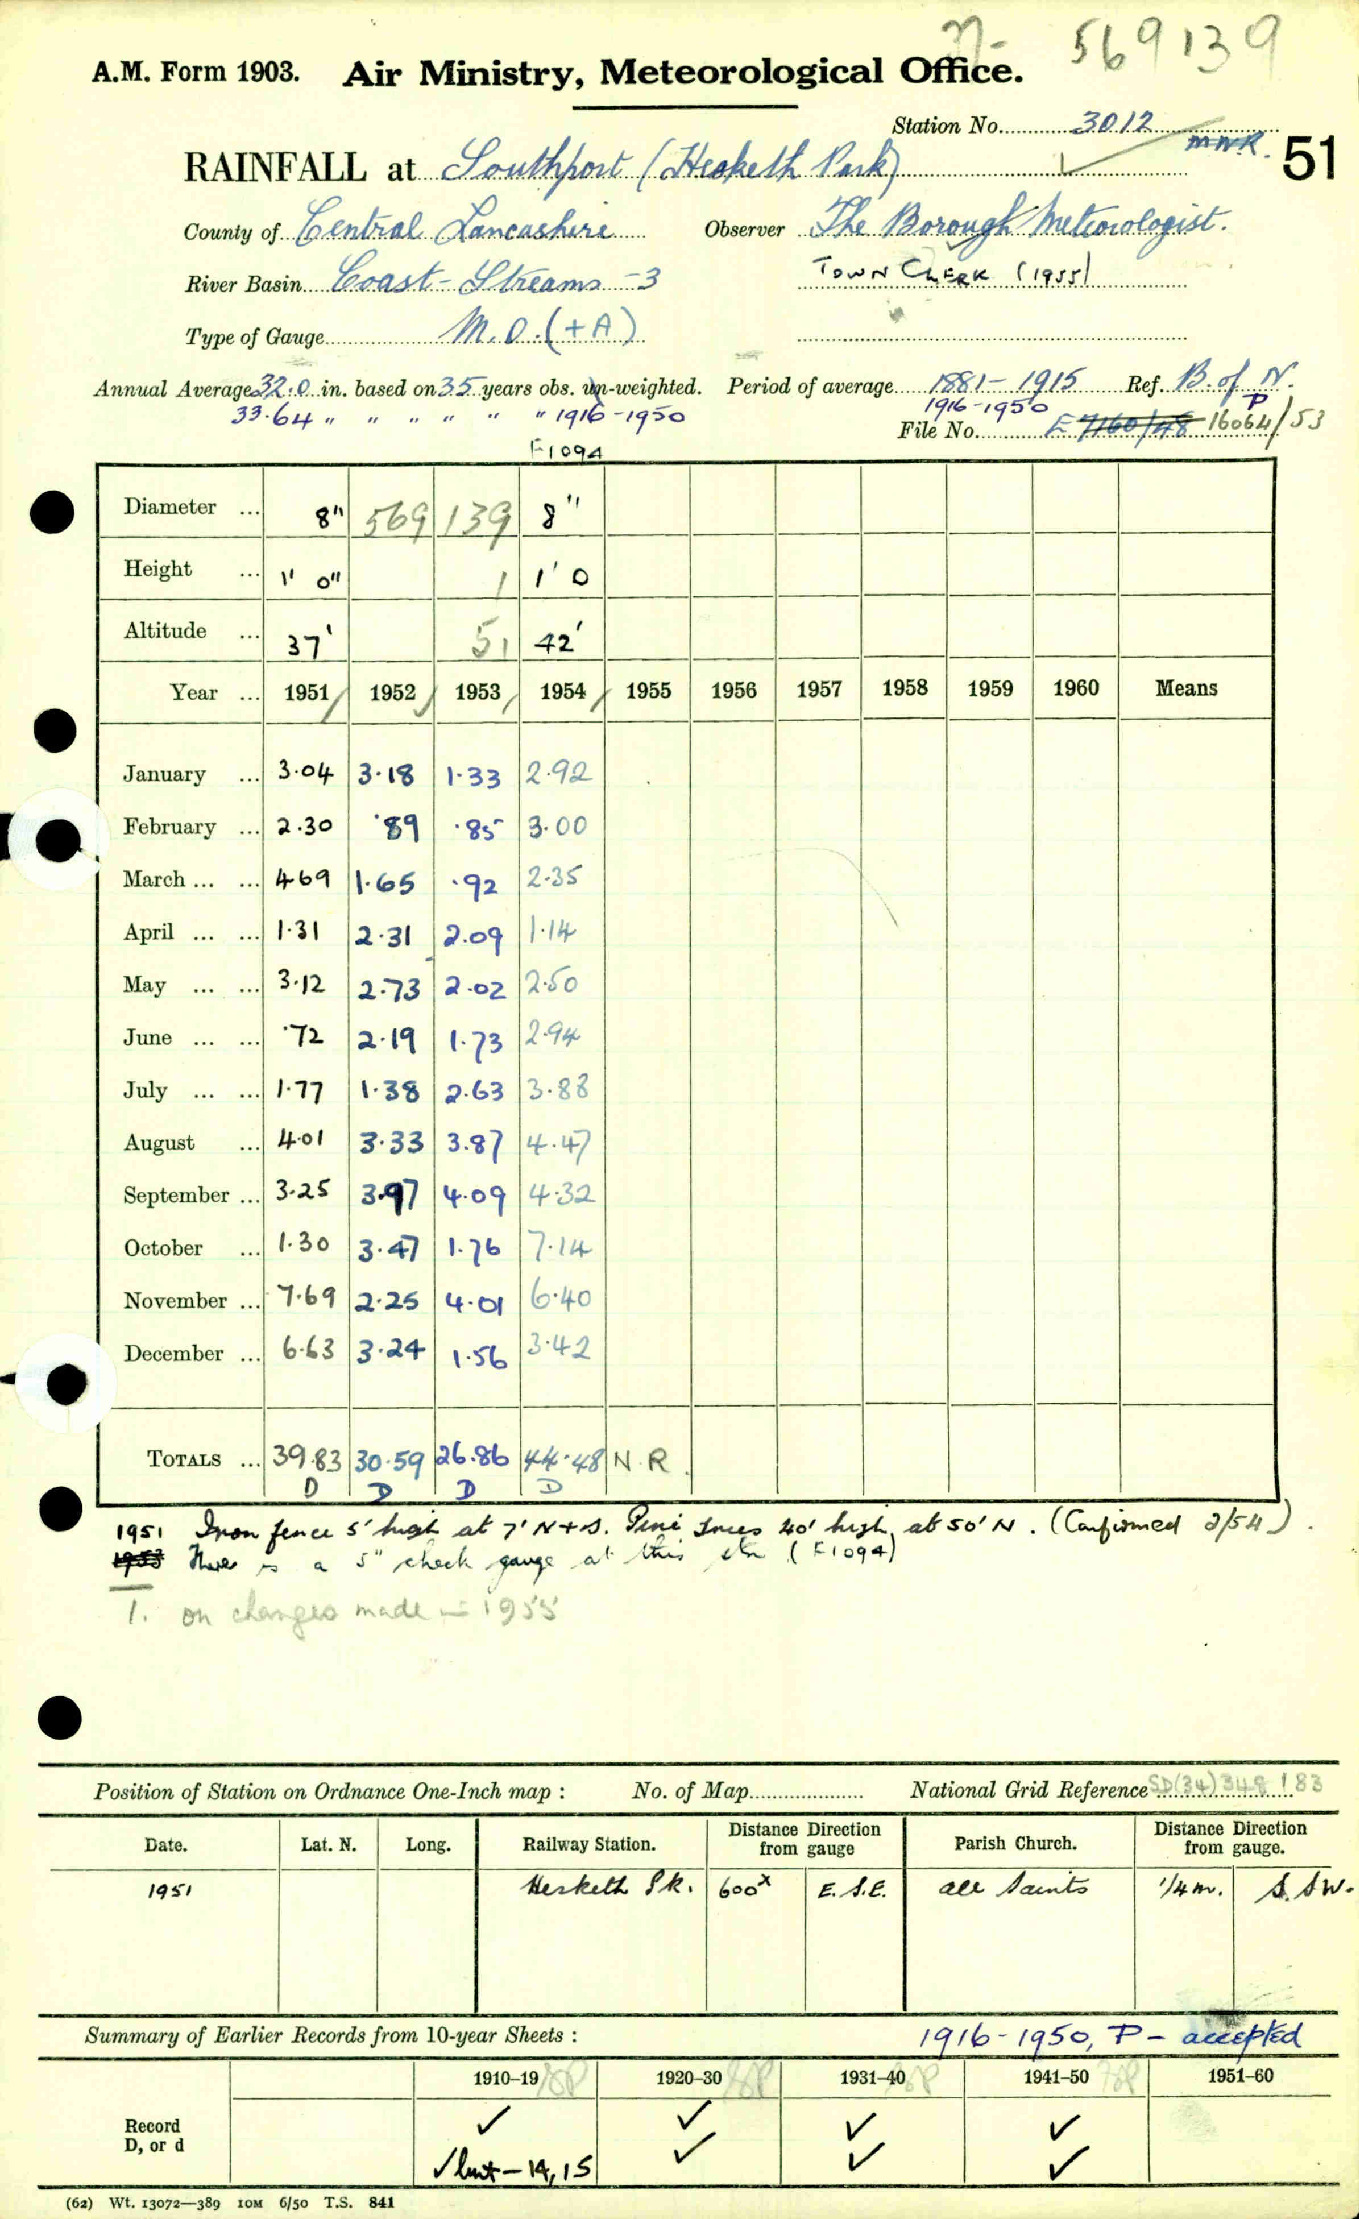 77- 569139
A.M. Form 1903. Air Ministry, Meteorological Office.
Station No. 3012
M.W.R. 51
RAINFALL at Southport (Hesketh Park)
County of Central Lancashire Observer The Borough Meteorologist.
River Basin Coast-Streams -3 TOWN CLERK (1955)
Type of Gauge M.O. (+A)
Annual Average 32.0 in. based on 35 years obs. un-weighted. Period of average 1881-1915 Ref. B. of N.
33.64 " " " " " " 1916-1950 1916-1950
File No. E 7160/48 P 16064/53
F1094
Diameter ... 8" 569 139 8"
Height ... 1' 0" 1 1' 0
Altitude ... 37' 51 42'
Year ... 1951 1952 1953 1954 1955 1956 1957 1958 1959 1960 Means
January ... 3.04 3.18 1.33 2.92
February ... 2.30 .89 .85 3.00
March ... ... 4.69 1.65 .92 2.35
April ... ... 1.31 2.31 2.09 1.14
May ... ... 3.12 2.73 2.02 2.50
June ... ... .72 2.19 1.73 2.94
July ... ... 1.77 1.38 2.63 3.88
August ... 4.01 3.33 3.87 4.47
September ... 3.25 3.97 4.09 4.32
October ... 1.30 3.47 1.76 7.14
November ... 7.69 2.25 4.01 6.40
December ... 6.63 3.24 1.56 3.42
TOTALS ... 39.83 30.59 26.86 44.48 N.R.
D D D D
1951 Iron fence 5' high at 7' N+S. Pine trees 40' high at 50' N. (Confirmed 2/54).
1953 There is a 5" check gauge at this stn (F1094)
T. on changes made in 1955
Position of Station on Ordnance One-Inch map : No. of Map National Grid Reference SD(34)348183
Date. Lat. N. Long. Railway Station. Distance Direction from gauge Parish Church. Distance Direction from gauge.
1951 Hesketh Pk. 600x E.S.E. All Saints 1/4 m. S.SW.
Summary of Earlier Records from 10-year Sheets : 1916-1950, P - accepted
1910-19 1920-30 1931-40 1941-50 1951-60
Record ✓ ✓ ✓ ✓
D, or d ✓ but - 14, 15 ✓ ✓ ✓
(62) Wt. 13072—389 10M 6/50 T.S. 841